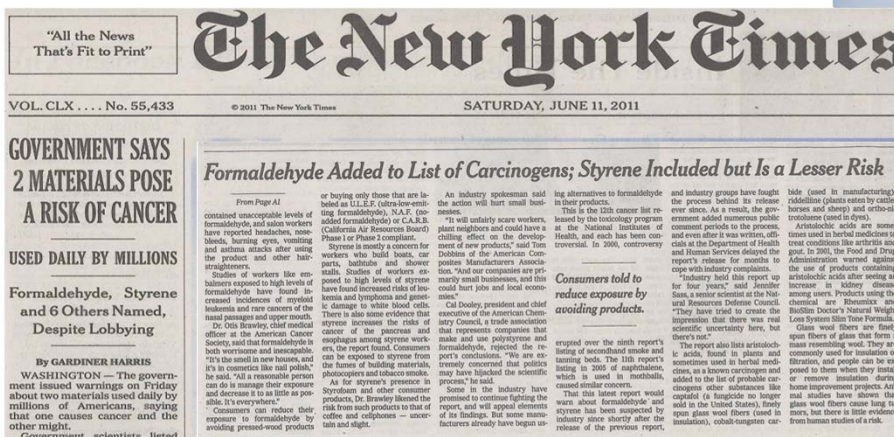 "All the News
That's Fit to Print"
The New York Times
VOL. CLX .... No. 55,433
© 2011 The New York Times
SATURDAY, JUNE 11, 2011
GOVERNMENT SAYS
2 MATERIALS POSE
A RISK OF CANCER
USED DAILY BY MILLIONS
Formaldehyde, Styrene
and 6 Others Named,
Despite Lobbying
By GARDINER HARRIS
WASHINGTON — The govern-
ment issued warnings on Friday
about two materials used daily by
millions of Americans, saying
that one causes cancer and the
other might.
Government scientists listed
Formaldehyde Added to List of Carcinogens; Styrene Included but Is a Lesser Risk
From Page A1
contained unacceptable levels of
formaldehyde, and salon workers
have reported headaches, nose-
bleeds, burning eyes, vomiting
and asthma attacks after using
the product and other hair-
straighteners.
Studies of workers like em-
balmers exposed to high levels of
formaldehyde have found in-
creased incidences of myeloid
leukemia and rare cancers of the
nasal passages and upper mouth.
Dr. Otis Brawley, chief medical
officer at the American Cancer
Society, said that formaldehyde is
both worrisome and inescapable.
"It's the smell in new houses, and
it's in cosmetics like nail polish,"
he said. "All a reasonable person
can do is manage their exposure
and decrease it to as little as pos-
sible. It's everywhere."
Consumers can reduce their
exposure to formaldehyde by
avoiding pressed-wood products
or buying only those that are la-
beled as U.L.E.F. (ultra-low-emit-
ting formaldehyde), N.A.F. (no-
added formaldehyde) or C.A.R.B.
(California Air Resources Board)
Phase 1 or Phase 2 compliant.
Styrene is mostly a concern for
workers who build boats, car
parts, bathtubs and shower
stalls. Studies of workers ex-
posed to high levels of styrene
have found increased risks of leu-
kemia and lymphoma and genet-
ic damage to white blood cells.
There is also some evidence that
styrene increases the risks of
cancer of the pancreas and
esophagus among styrene work-
ers, the report found. Consumers
can be exposed to styrene from
the fumes of building materials,
photocopiers and tobacco smoke.
As for styrene's presence in
Styrofoam and other consumer
products, Dr. Brawley likened the
risk from such products to that of
coffee and cellphones — uncer-
tain and slight.
An industry spokesman said
the action will hurt small busi-
nesses.
"It will unfairly scare workers,
plant neighbors and could have a
chilling effect on the develop-
ment of new products," said Tom
Dobbins of the American Com-
posites Manufacturers Associa-
tion. "And our companies are pri-
marily small businesses, and this
could hurt jobs and local econo-
mies."
Cal Dooley, president and chief
executive of the American Chem-
istry Council, a trade association
that represents companies that
make and use polystyrene and
formaldehyde, rejected the re-
port's conclusions. "We are ex-
tremely concerned that politics
may have hijacked the scientific
process," he said.
Some in the industry have
promised to continue fighting the
report, and will appeal elements
of its findings. But some manu-
facturers already have begun us-
ing alternatives to formaldehyde
in their products.
This is the 12th cancer list re-
leased by the toxicology program
at the National Institutes of
Health, and each has been con-
troversial. In 2000, controversy
Consumers told to
reduce exposure by
avoiding products.
erupted over the ninth report's
listing of secondhand smoke and
tanning beds. The 11th report's
listing in 2005 of naphthalene,
which is used in mothballs,
caused similar concern.
That this latest report would
warn about formaldehyde and
styrene has been suspected by
industry since shortly after the
release of the previous report,
and industry groups have fought
the process behind its release
ever since. As a result, the gov-
ernment added numerous public
comment periods to the process,
and even after it was written, offi-
cials at the Department of Health
and Human Services delayed the
report's release for months to
cope with industry complaints.
"Industry held this report up
for four years," said Jennifer
Sass, a senior scientist at the Nat-
ural Resources Defense Council.
"They have tried to create the
impression that there was real
scientific uncertainty here, but
there's not."
The report also lists aristoloch-
ic acids, found in plants and
sometimes used in herbal medi-
cines, as a known carcinogen and
added to the list of probable car-
cinogens other substances like
captafol (a fungicide no longer
sold in the United States), finely
spun glass wool fibers (used in
insulation), cobalt-tungsten car-
bide (used in manufacturing)
riddelliine (plants eaten by cattle
horses and sheep) and ortho-ni
trotoluene (used in dyes).
Aristolochic acids are some
times used in herbal medicines to
treat conditions like arthritis and
gout. In 2001, the Food and Drug
Administration warned against
the use of products containing
aristolochic acids after seeing an
increase in kidney disease
among users. Products using the
chemical are Rheumixx and
BioSlim Doctor's Natural Weigh
Loss System Slim Tone Formula.
Glass wool fibers are finel
spun fibers of glass that form
mass resembling wool. They are
commonly used for insulation o
filtration, and people can be ex
posed to them when they instal
or remove insulation during
home improvement projects. An
mal studies have shown tha
glass wool fibers cause lung tu
mors, but there is little evidence
from human studies of a risk.